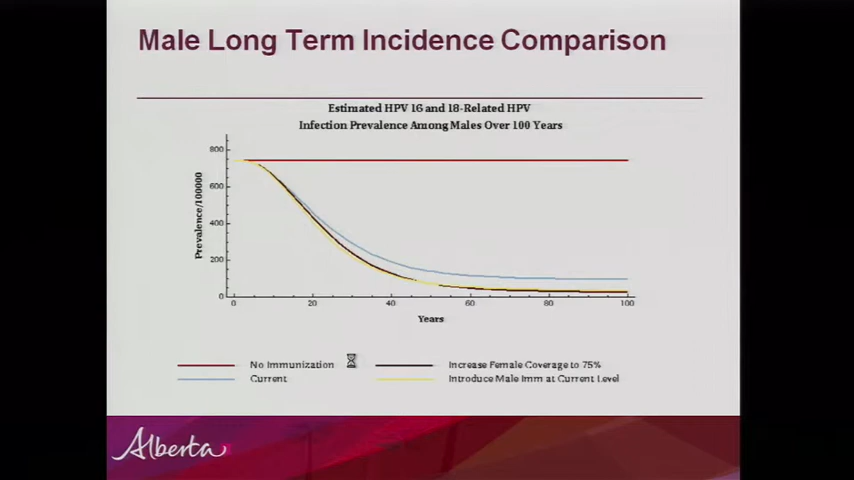 Male Long Term Incidence Comparison
Estimated HPV 16 and 18-Related HPV
Infection Prevalence Among Males Over 100 Years
800
600
400
200
0
Prevalence/100000
0 20 40 60 80 100
Years
No Immunization
Increase Female Coverage to 75%
Current
Introduce Male Imm at Current Level
Alberta